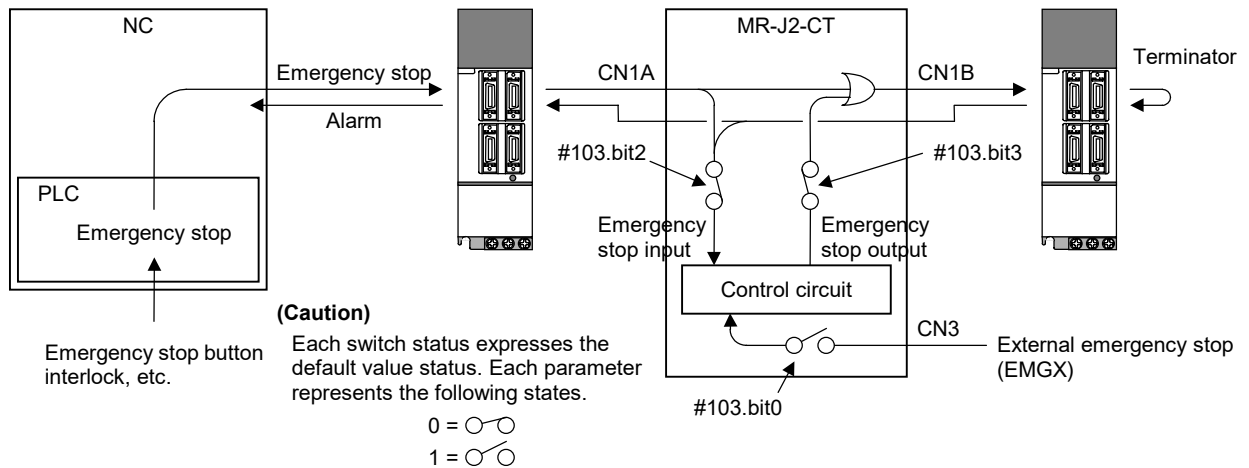 NC
MR-J2-CT
Emergency stop
Alarm
CN1A
CN1B
Terminator
#103.bit2
#103.bit3
PLC
Emergency stop
Emergency
stop input
Emergency
stop output
Control circuit
(Caution)
Each switch status expresses the
default value status. Each parameter
represents the following states.
0 =
1 =
Emergency stop button
interlock, etc.
CN3
External emergency stop
(EMGX)
#103.bit0